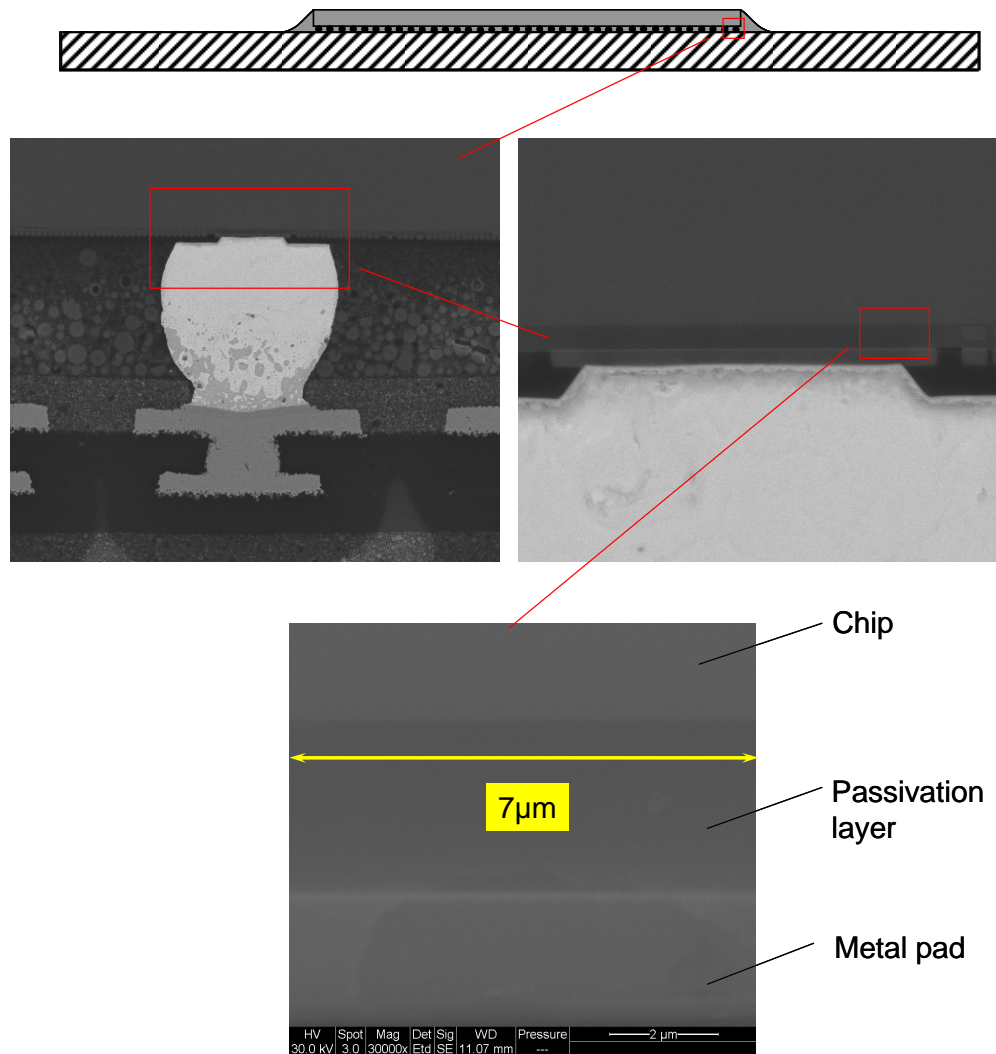 Chip
7µm
Passivation
layer
Metal pad
HV Spot Mag Det Sig WD Pressure
30.0 kV 3.0 30000x Etd SE 11.07 mm ---
2 µm